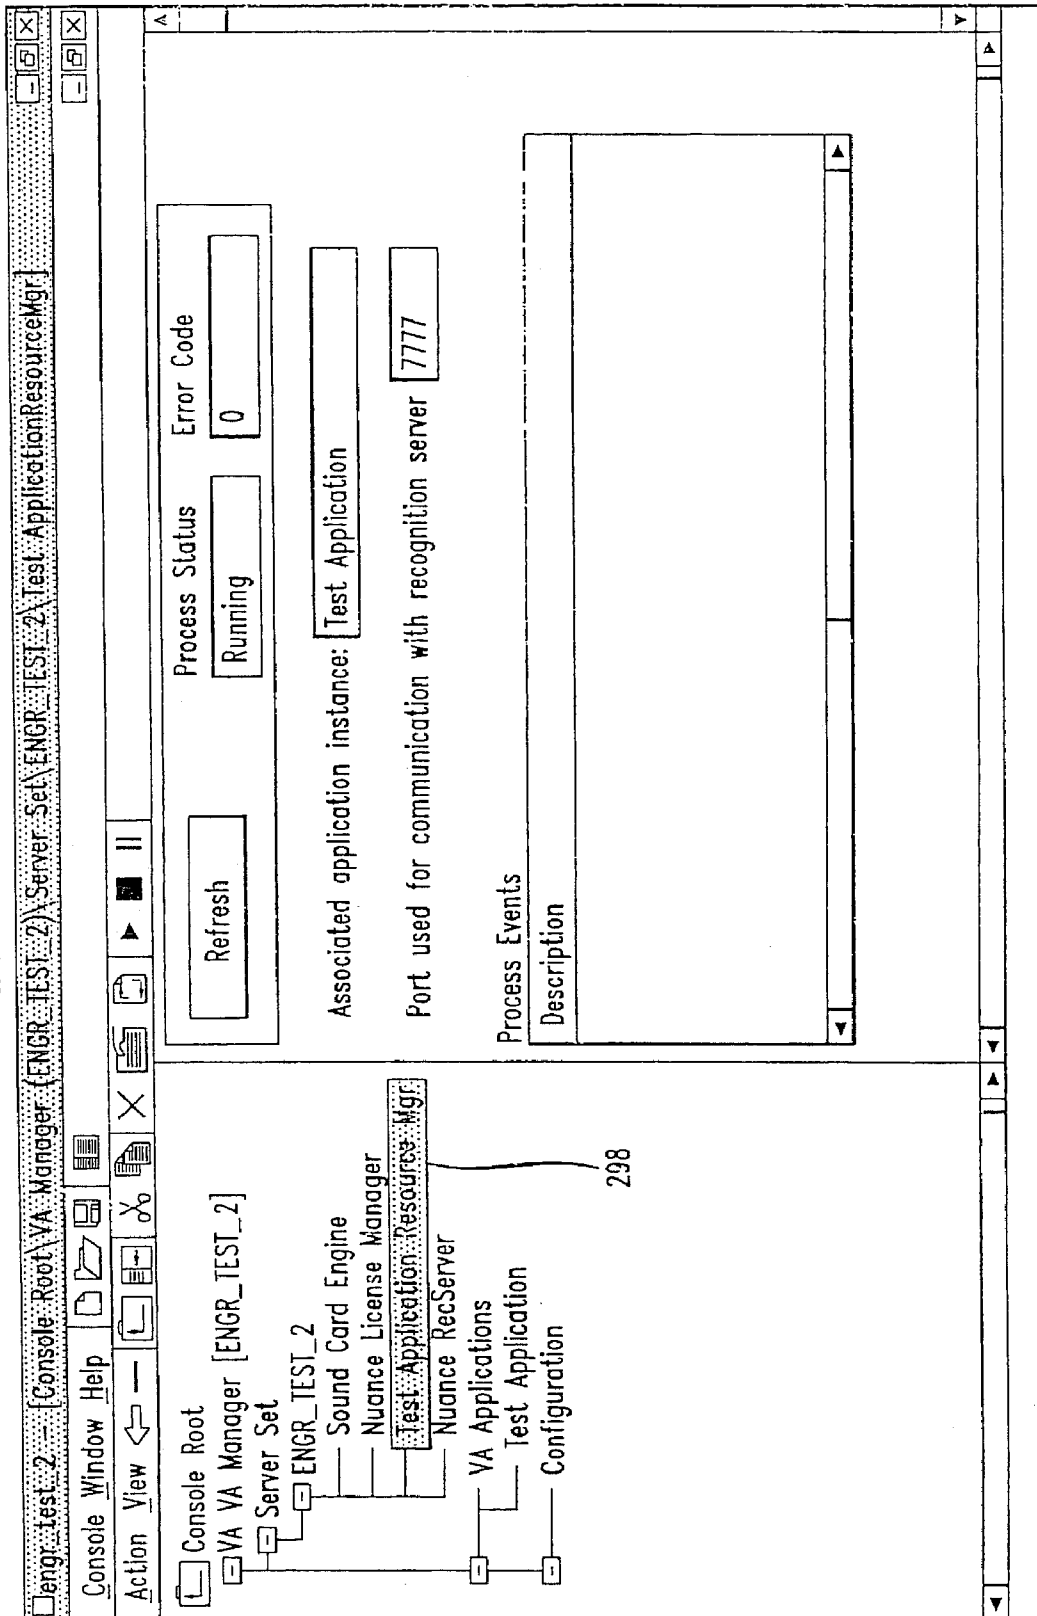 engr_test_2 - [Console Root\VA Manager (ENGR_TEST_2)\Server Set\ENGR_TEST_2\Test ApplicationResourceMgr]
Console Window Help
Action View
Console Root
VA VA Manager [ENGR_TEST_2]
Server Set
ENGR_TEST_2
Sound Card Engine
Nuance License Manager
Test Application Resource Mgr
Nuance RecServer
VA Applications
Test Application
Configuration
298
Refresh
Process Status
Running
Error Code
0
Associated application instance: Test Application
Port used for communication with recognition server 7777
Process Events
Description